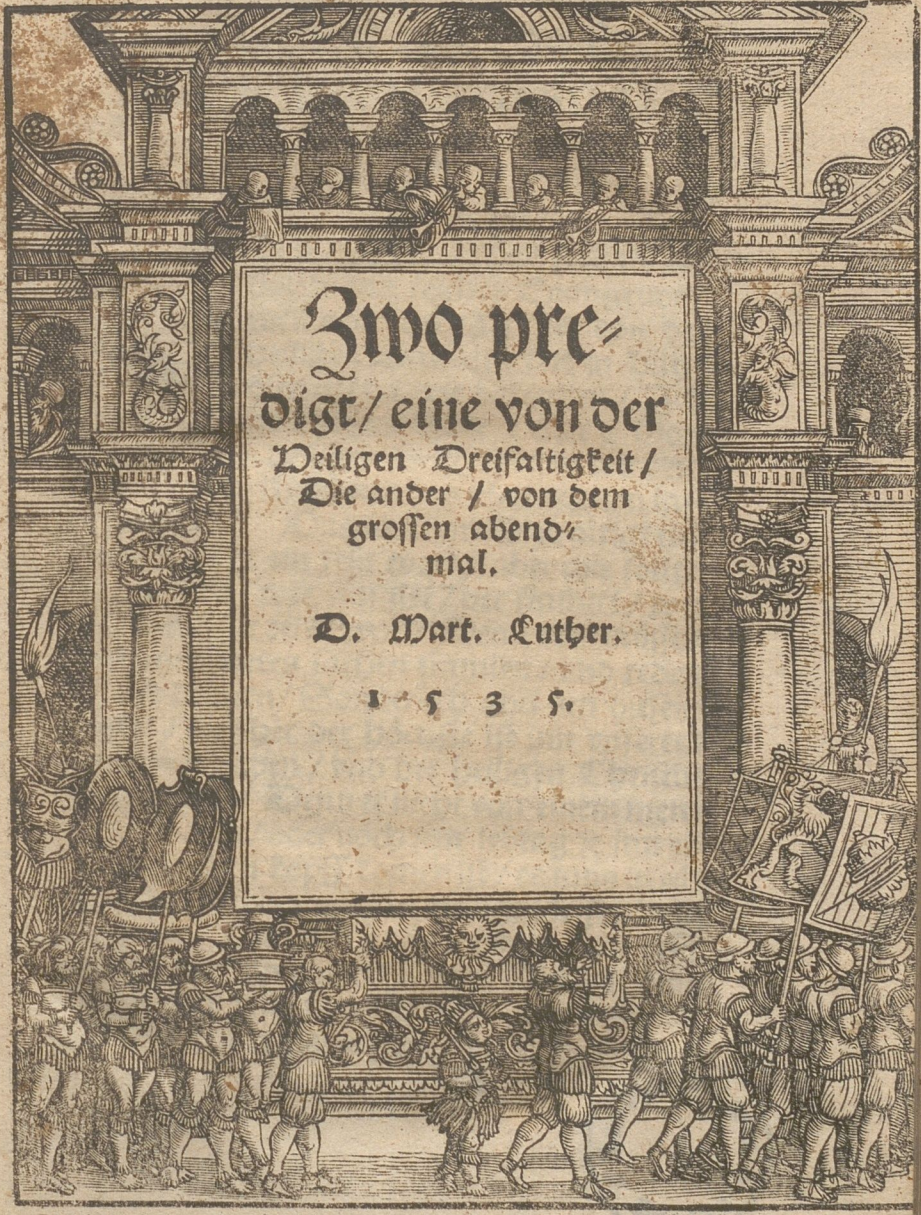 Zwo pre⸗
digt/ eine von der
Heiligen Dreifaltigkeit/
Die ander / von dem
grossen abend⸗
mal.
D. Mart. Luther.
1 5 3 5.